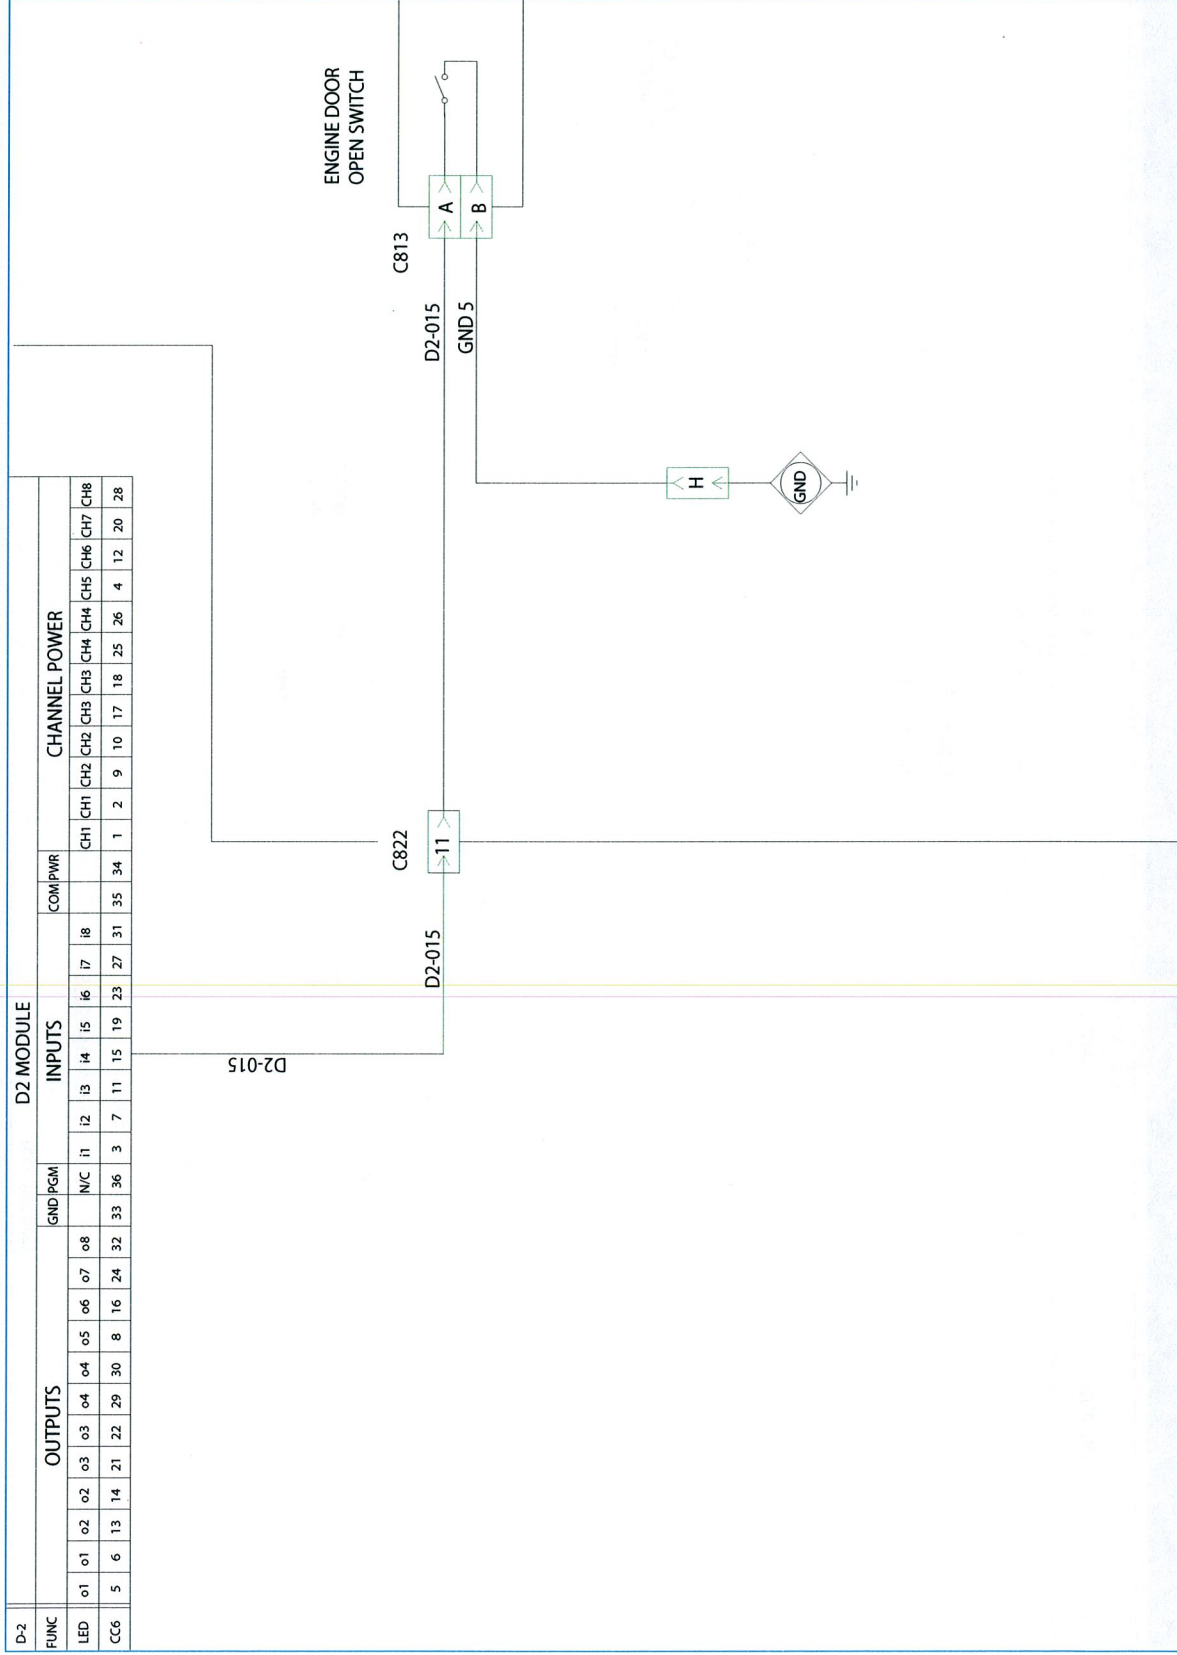 D-2 D2 MODULE
FUNC OUTPUTS GND PGM INPUTS COM PWR CHANNEL POWER
LED o1 o1 o2 o2 o3 o3 o4 o4 o5 o6 o7 o8 N/C i1 i2 i3 i4 i5 i6 i7 i8 CH1 CH1 CH2 CH2 CH3 CH3 CH4 CH4 CH5 CH6 CH7 CH8
CC6 5 6 13 14 21 22 29 30 8 16 24 32 33 36 3 7 11 15 19 23 27 31 35 34 1 2 9 10 17 18 25 26 4 12 20 28
D2-015
ENGINE DOOR
OPEN SWITCH
C822
C813
D2-015
11
D2-015
A
GND 5
B
H
GND